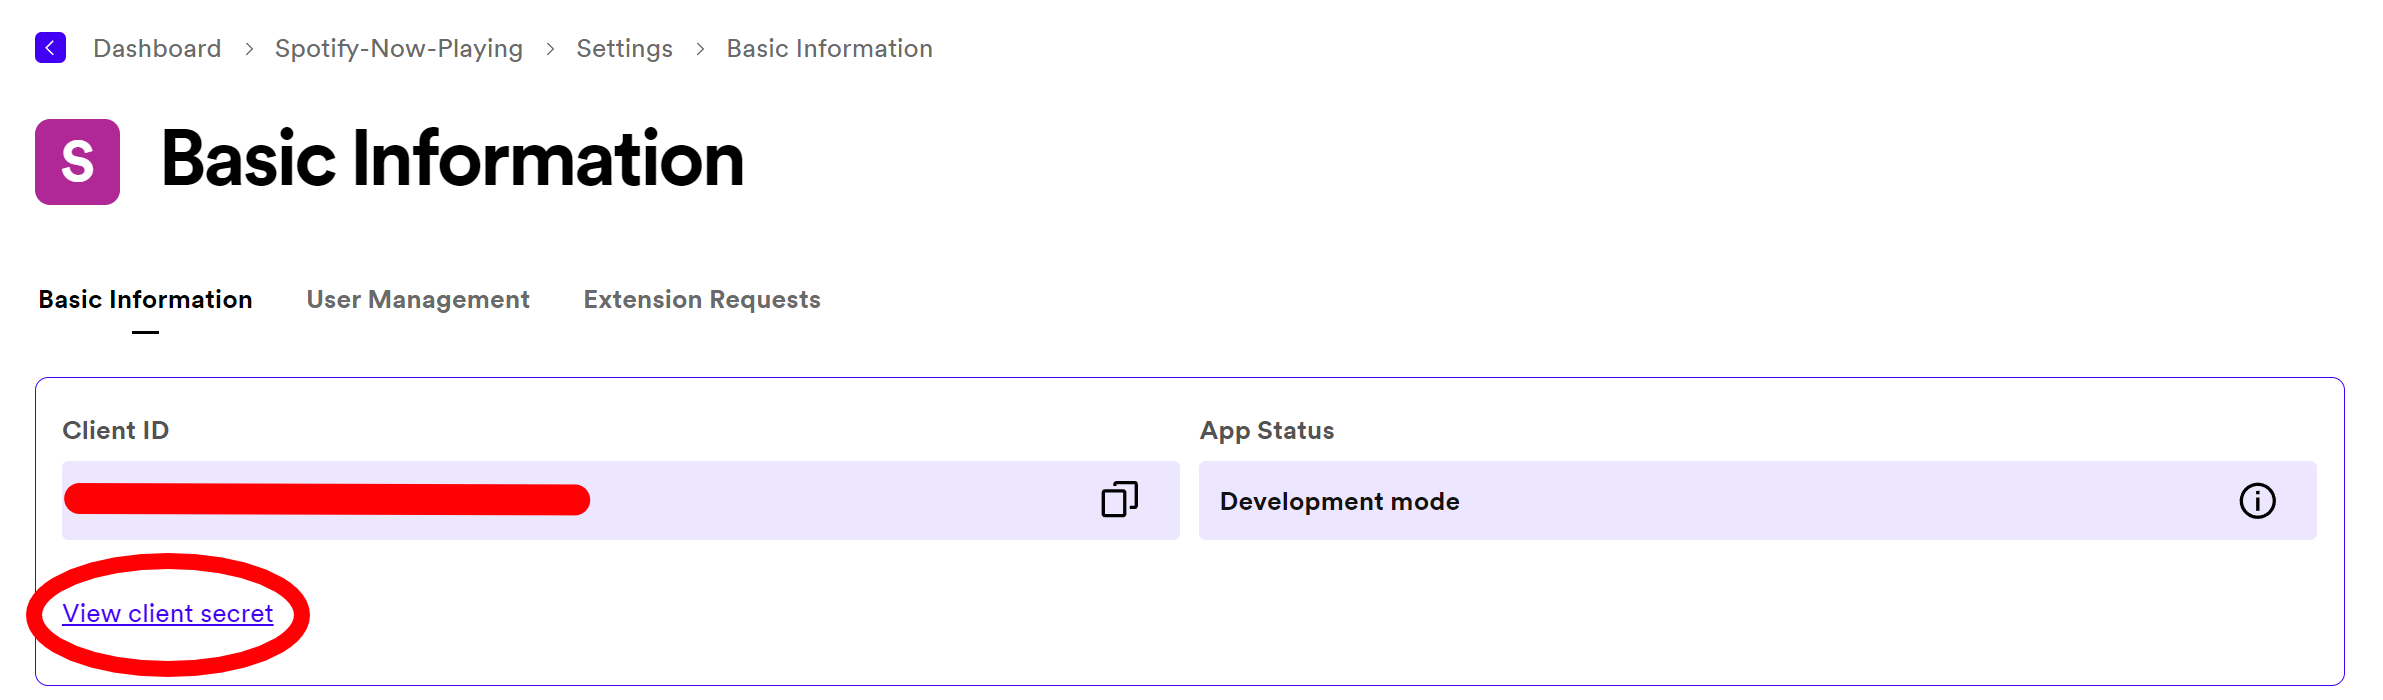 Dashboard > Spotify-Now-Playing > Settings > Basic Information
S Basic Information
Basic Information User Management Extension Requests
Client ID App Status
Development mode
View client secret